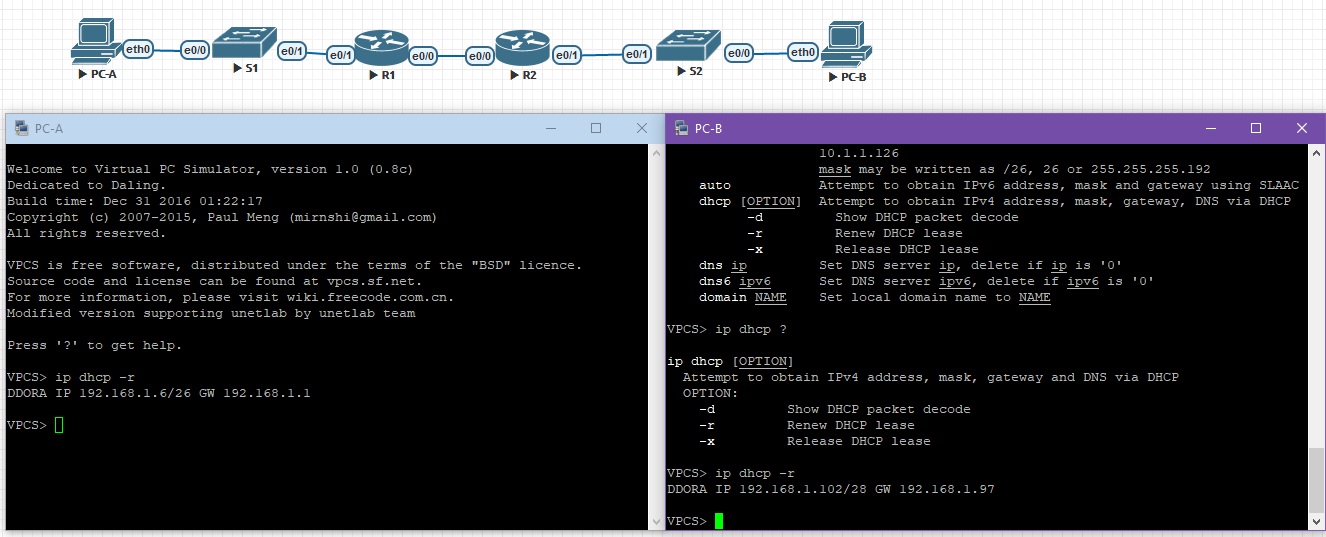 eth0 e0/0 e0/1 e0/1 e0/0 e0/0 e0/1 e0/1 e0/0 eth0
PC-A S1 R1 R2 S2 PC-B
PC-A
Welcome to Virtual PC Simulator, version 1.0 (0.8c)
Dedicated to Daling.
Build time: Dec 31 2016 01:22:17
Copyright (c) 2007-2015, Paul Meng (mirnshi@gmail.com)
All rights reserved.
VPCS is free software, distributed under the terms of the "BSD" licence.
Source code and license can be found at vpcs.sf.net.
For more information, please visit wiki.freecode.com.cn.
Modified version supporting unetlab by unetlab team
Press '?' to get help.
VPCS> ip dhcp -r
DDORA IP 192.168.1.6/26 GW 192.168.1.1
VPCS>
PC-B
10.1.1.126
mask may be written as /26, 26 or 255.255.255.192
auto Attempt to obtain IPv6 address, mask and gateway using SLAAC
dhcp [OPTION] Attempt to obtain IPv4 address, mask, gateway, DNS via DHCP
-d Show DHCP packet decode
-r Renew DHCP lease
-x Release DHCP lease
dns ip Set DNS server ip, delete if ip is '0'
dns6 ipv6 Set DNS server ipv6, delete if ipv6 is '0'
domain NAME Set local domain name to NAME
VPCS> ip dhcp ?
ip dhcp [OPTION]
Attempt to obtain IPv4 address, mask, gateway and DNS via DHCP
OPTION:
-d Show DHCP packet decode
-r Renew DHCP lease
-x Release DHCP lease
VPCS> ip dhcp -r
DDORA IP 192.168.1.102/28 GW 192.168.1.97
VPCS>